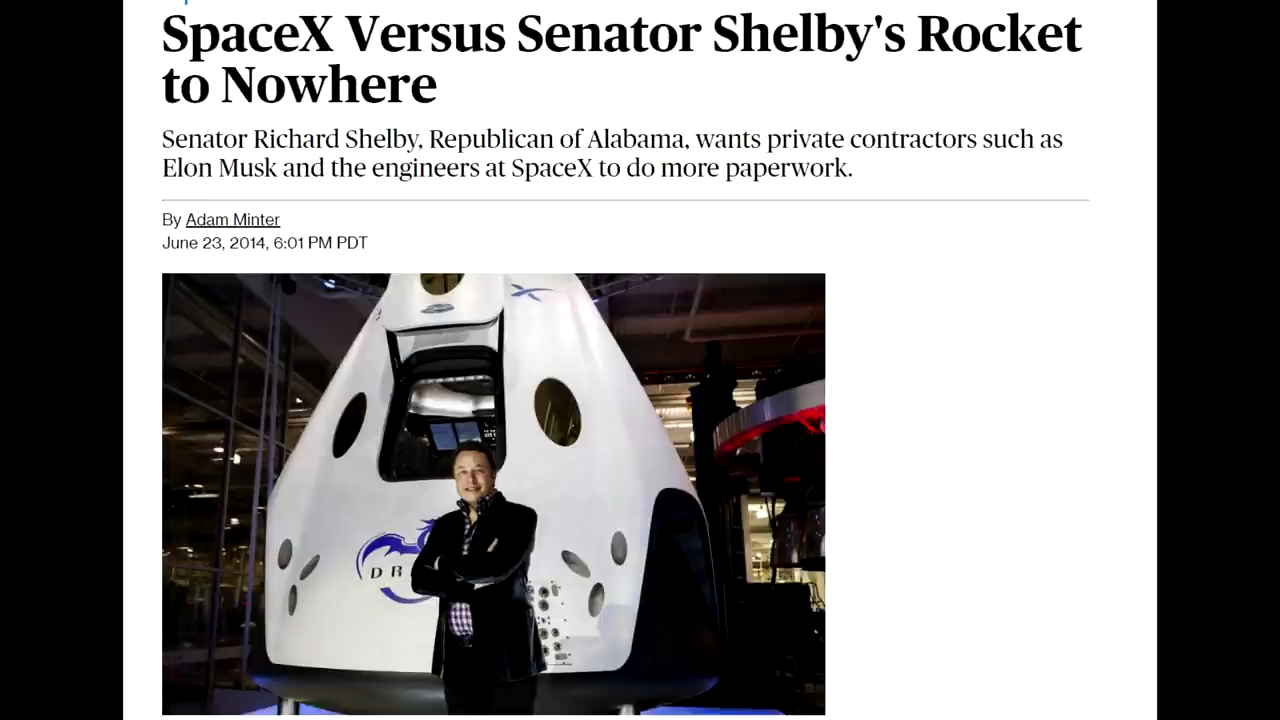 SpaceX Versus Senator Shelby's Rocket
to Nowhere
Senator Richard Shelby, Republican of Alabama, wants private contractors such as
Elon Musk and the engineers at SpaceX to do more paperwork.
By Adam Minter
June 23, 2014, 6:01 PM PDT
X
DR